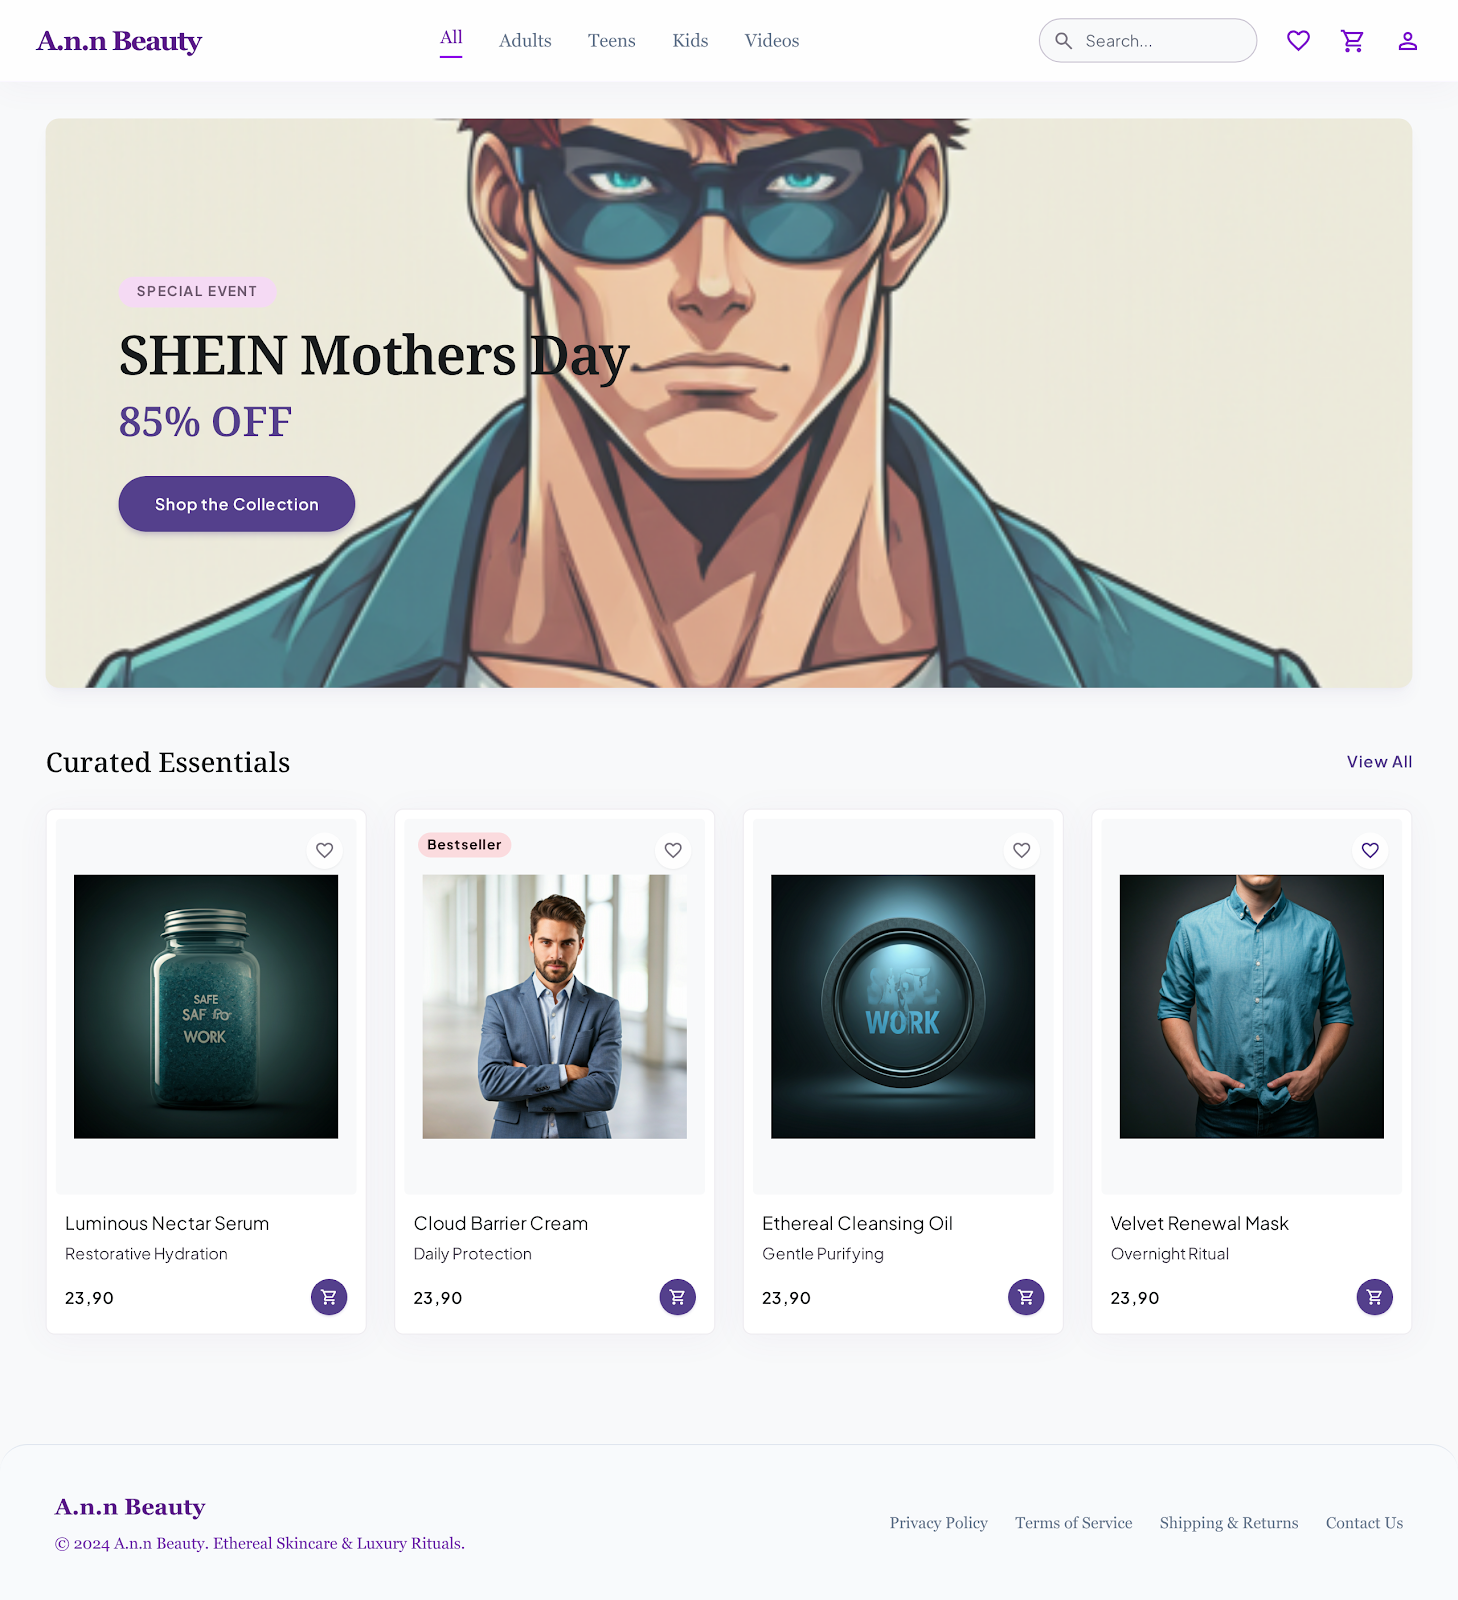 A.n.n Beauty
All
Adults
Teens
Kids
Videos
Search...
SPECIAL EVENT
SHEIN Mothers Day
85% OFF
Shop the Collection
Curated Essentials
View All
SAFE
SAF for
WORK
Bestseller
WORK
Luminous Nectar Serum
Restorative Hydration
23,90
Cloud Barrier Cream
Daily Protection
23,90
Ethereal Cleansing Oil
Gentle Purifying
23,90
Velvet Renewal Mask
Overnight Ritual
23,90
A.n.n Beauty
© 2024 A.n.n Beauty. Ethereal Skincare & Luxury Rituals.
Privacy Policy
Terms of Service
Shipping & Returns
Contact Us